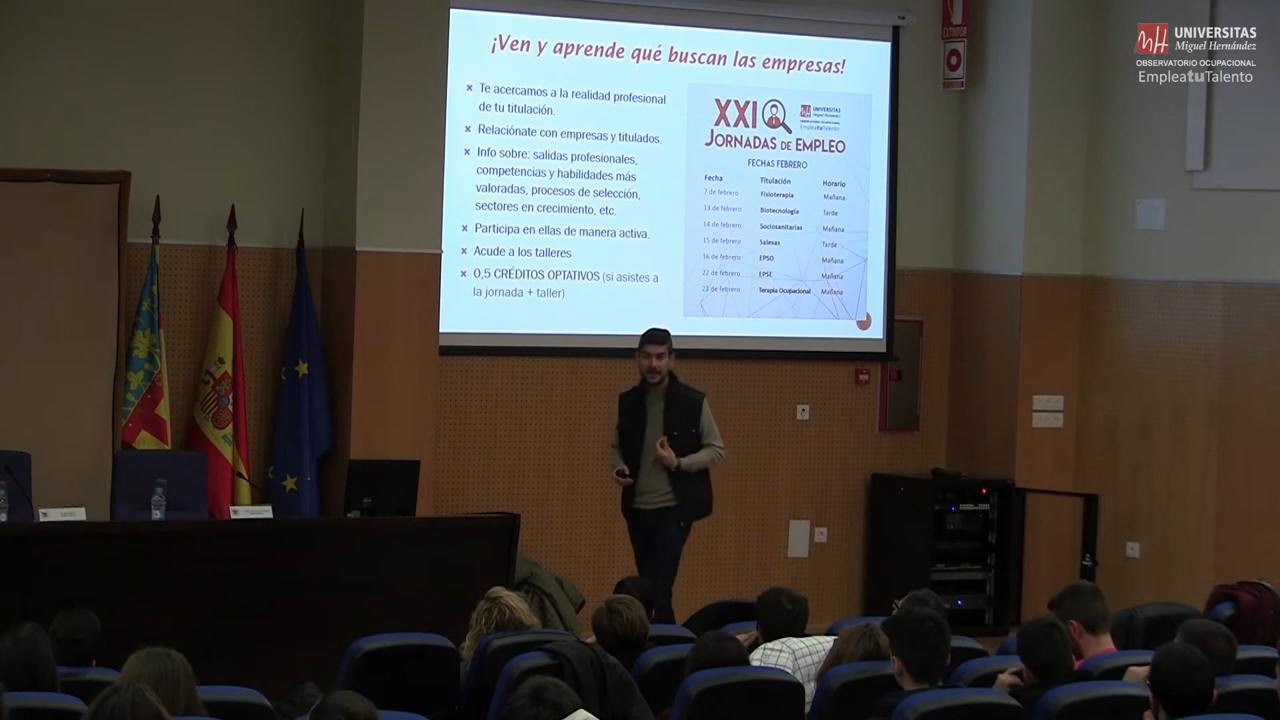 ¡Ven y aprende qué buscan las empresas!
Te acercamos a la realidad profesional
de tu titulación.
Relaciónate con empresas y titulados.
Info sobre: salidas profesionales,
competencias y habilidades más
valoradas, procesos de selección,
sectores en crecimiento, etc.
Participa en ellas de manera activa.
Acude a los talleres
0,5 CRÉDITOS OPTATIVOS (si asistes a
la jornada + taller)
XXI
UNIVERSITAS
Miguel Hernández
EmpleatuTalento
JORNADAS DE EMPLEO
FECHAS FEBRERO
Fecha Titulación Horario
7 de febrero Fisioterapia Mañana
13 de febrero Biotecnología Tarde
14 de febrero Sociosanitarias Mañana
15 de febrero Salesas Tarde
16 de febrero EPSO Mañana
22 de febrero EPSE Mañana
23 de febrero Terapia Ocupacional Mañana
EXTINTOR
UNIVERSITAS
Miguel Hernández
OBSERVATORIO OCUPACIONAL
EmpleatuTalento